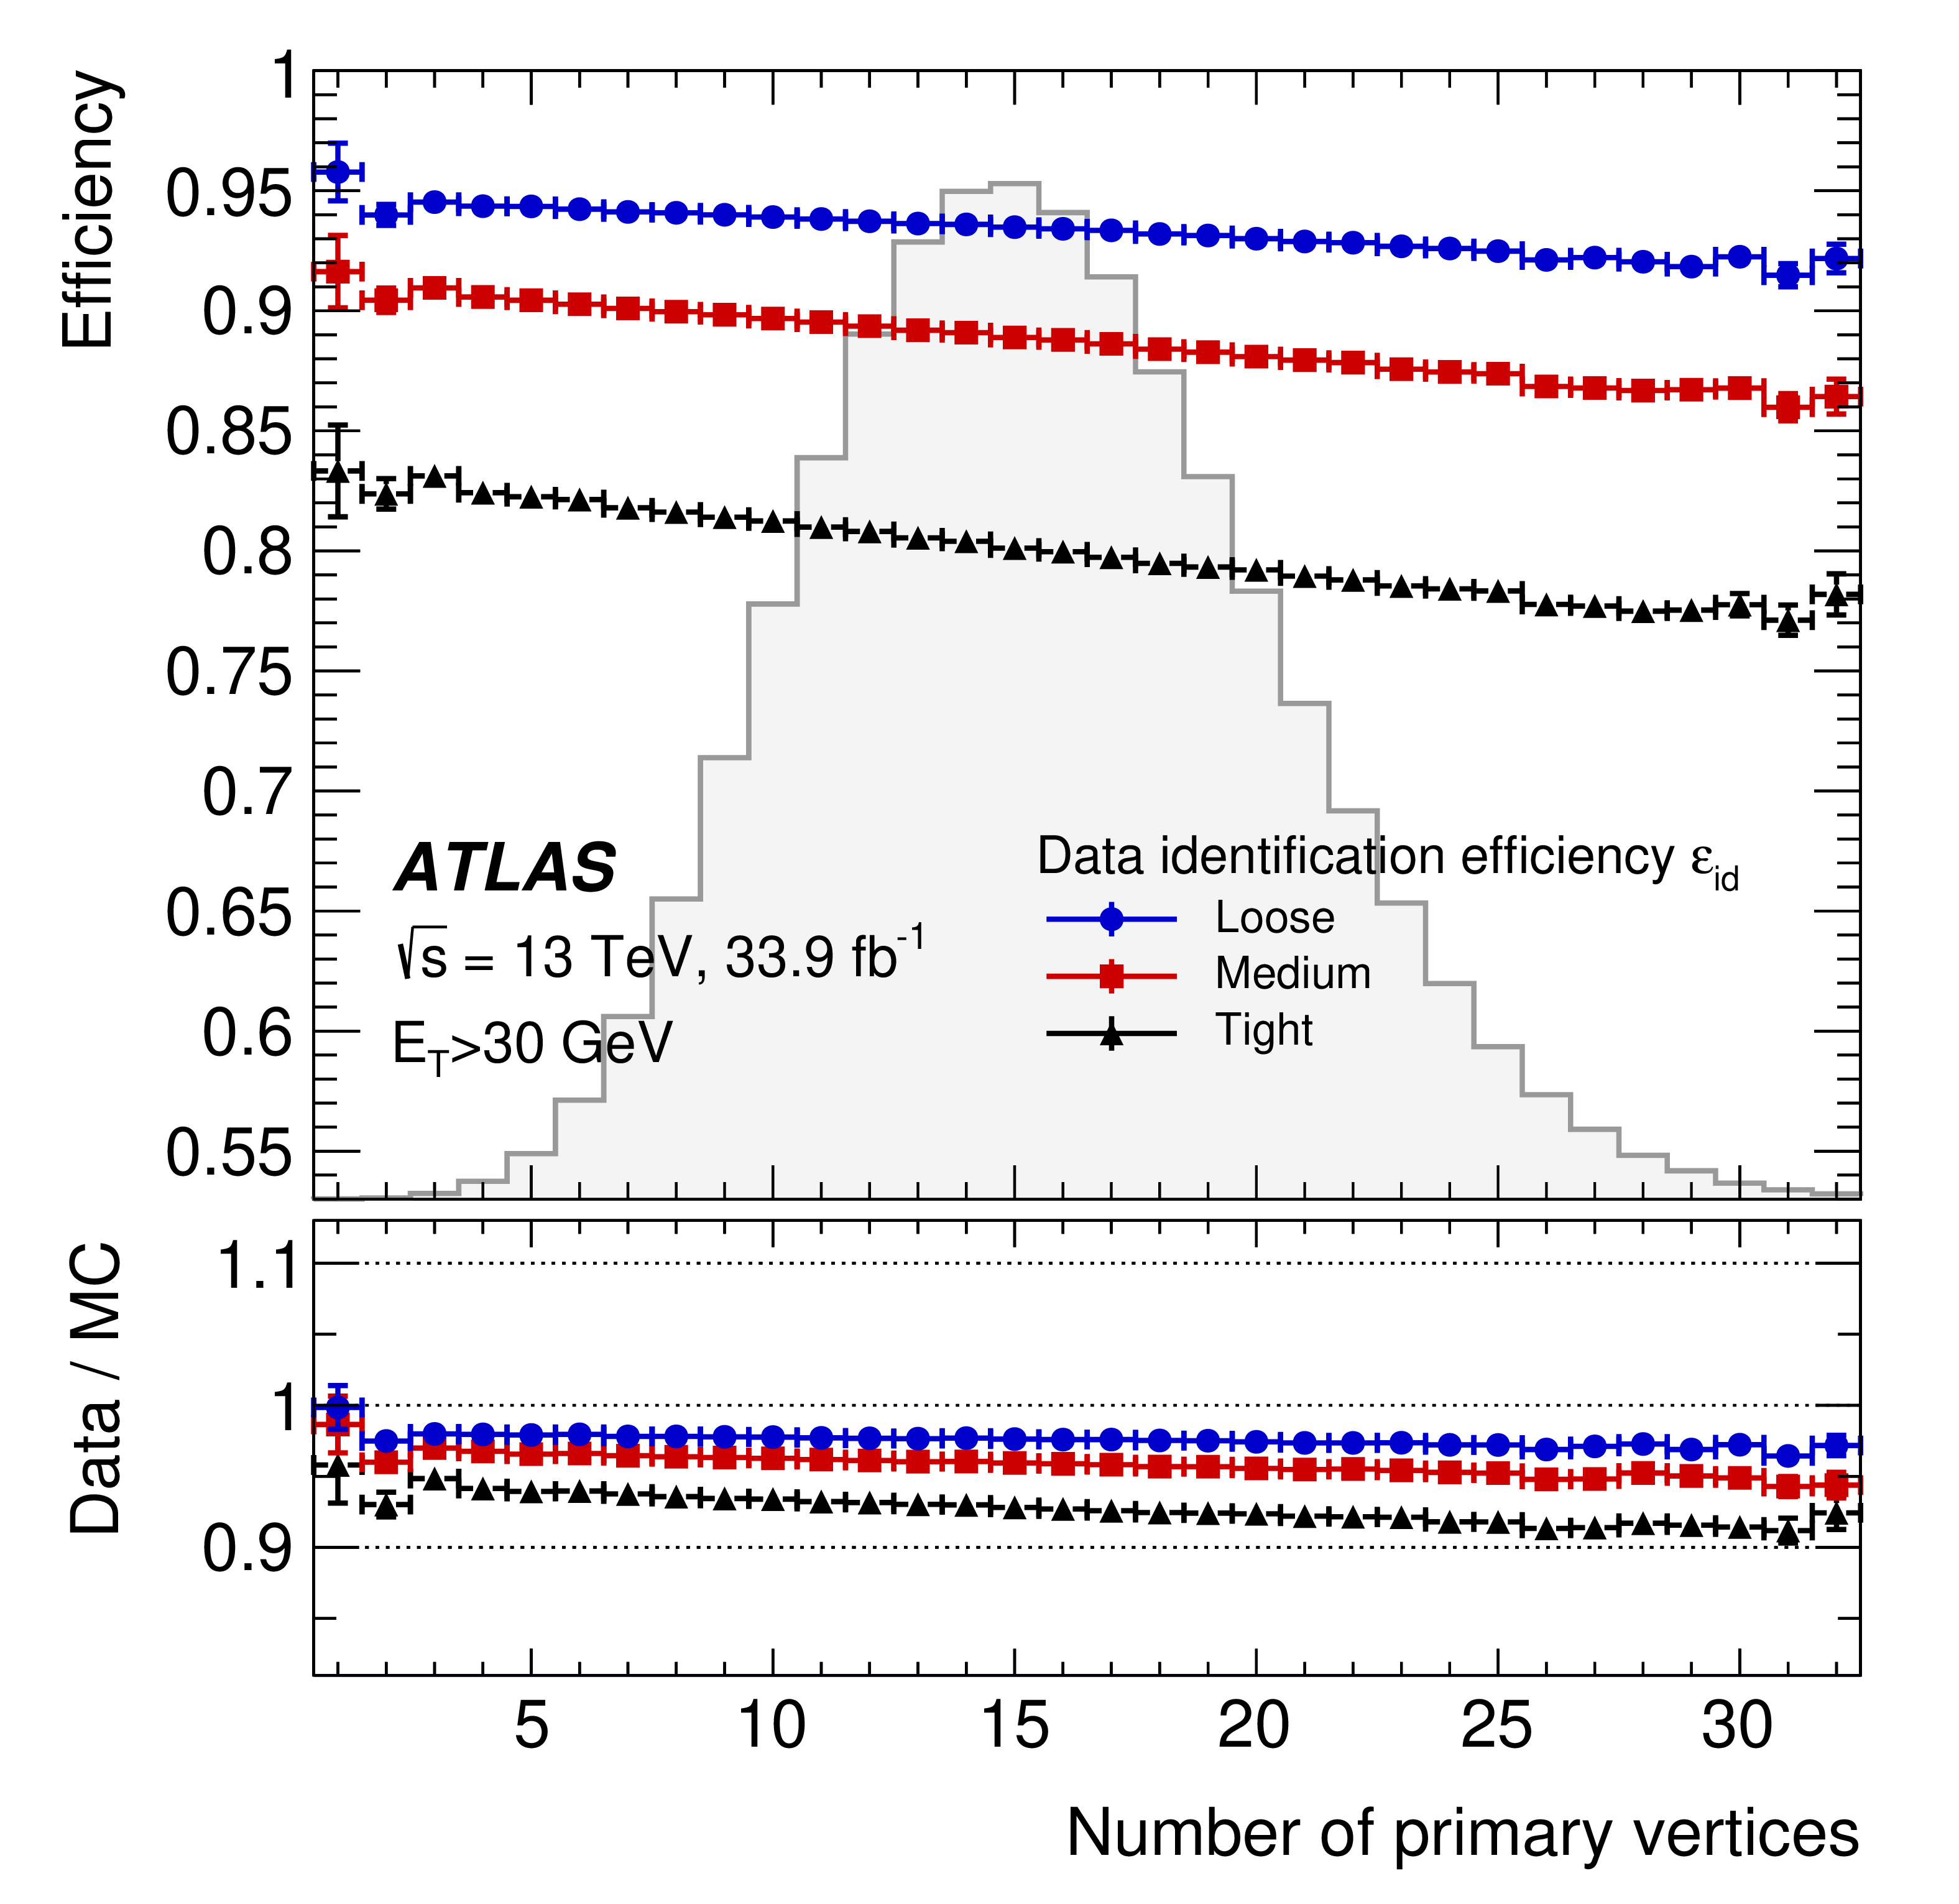 Efficiency
1
0.95
0.9
0.85
0.8
0.75
0.7
0.65
0.6
0.55
ATLAS
√s = 13 TeV, 33.9 fb⁻¹
E_T>30 GeV
Data identification efficiency ε_id
Loose
Medium
Tight
Data / MC
1.1
1
0.9
5 10 15 20 25 30
Number of primary vertices